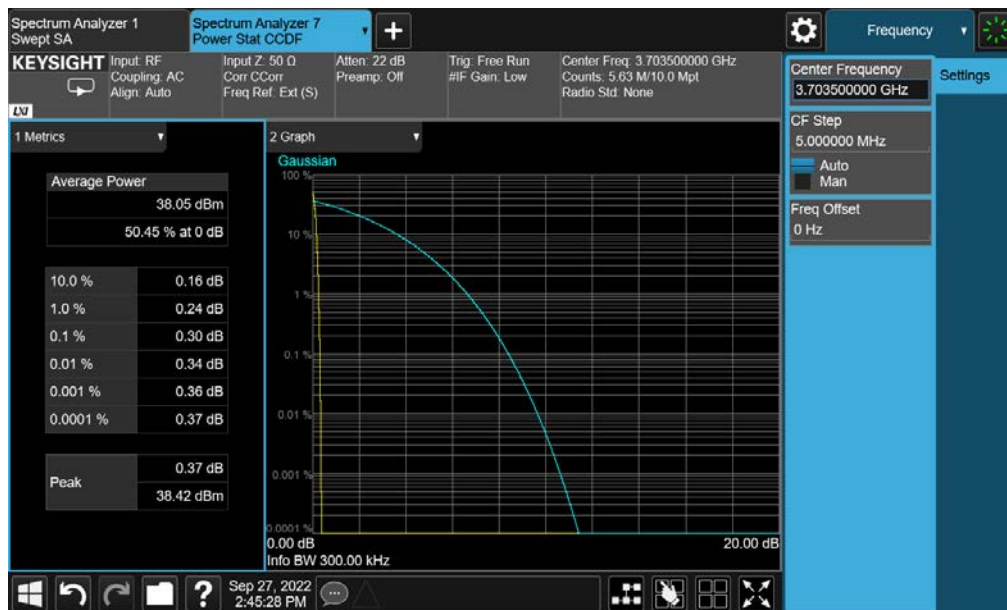 Spectrum Analyzer 1
Swept SA
Spectrum Analyzer 7
Power Stat CCDF
Frequency
KEYSIGHT
Input: RF
Coupling: AC
Align: Auto
Input Z: 50 Ω
Corr CCorr
Freq Ref: Ext (S)
Atten: 22 dB
Preamp: Off
Trig: Free Run
#IF Gain: Low
Center Freq: 3.703500000 GHz
Counts: 5.63 M/10.0 Mpt
Radio Std: None
LXI
Center Frequency
3.703500000 GHz
Settings
CF Step
5.000000 MHz
Auto
Man
Freq Offset
0 Hz
1 Metrics
Average Power
38.05 dBm
50.45 % at 0 dB
10.0 % 0.16 dB
1.0 % 0.24 dB
0.1 % 0.30 dB
0.01 % 0.34 dB
0.001 % 0.36 dB
0.0001 % 0.37 dB
Peak
0.37 dB
38.42 dBm
2 Graph
Gaussian
100 %
10 %
1 %
0.1 %
0.01 %
0.001 %
0.0001 %
0.00 dB 20.00 dB
Info BW 300.00 kHz
Sep 27, 2022
2:45:28 PM